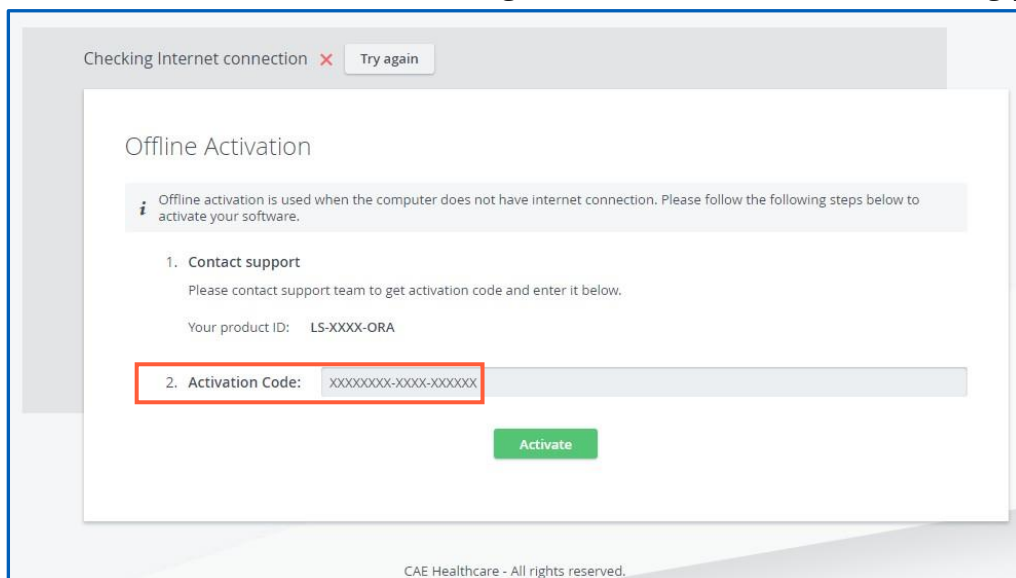 Checking Internet connection Try again
Offline Activation
i Offline activation is used when the computer does not have internet connection. Please follow the following steps below to
activate your software.
1. Contact support
Please contact support team to get activation code and enter it below.
Your product ID: LS-XXXX-ORA
2. Activation Code: XXXXXXXX-XXXX-XXXXXX
Activate
CAE Healthcare - All rights reserved.